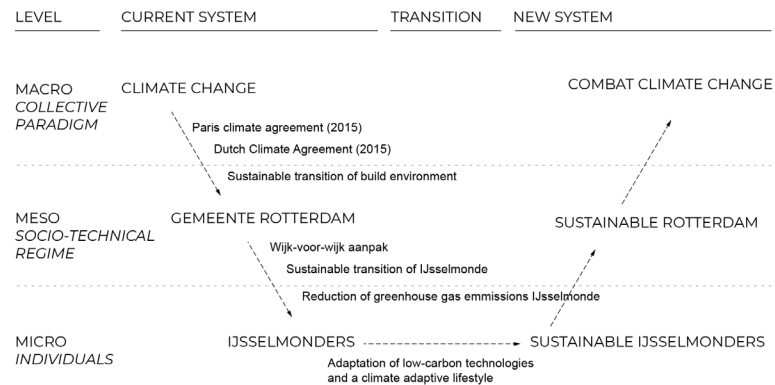 LEVEL CURRENT SYSTEM TRANSITION NEW SYSTEM
MACRO
COLLECTIVE
PARADIGM
CLIMATE CHANGE
COMBAT CLIMATE CHANGE
Paris climate agreement (2015)
Dutch Climate Agreement (2015)
Sustainable transition of build environment
MESO
SOCIO-TECHNICAL
REGIME
GEMEENTE ROTTERDAM
SUSTAINABLE ROTTERDAM
Wijk-voor-wijk aanpak
Sustainable transition of IJsselmonde
Reduction of greenhouse gas emmissions IJsselmonde
MICRO
INDIVIDUALS
IJSSELMONDERS
SUSTAINABLE IJSSELMONDERS
Adaptation of low-carbon technologies
and a climate adaptive lifestyle